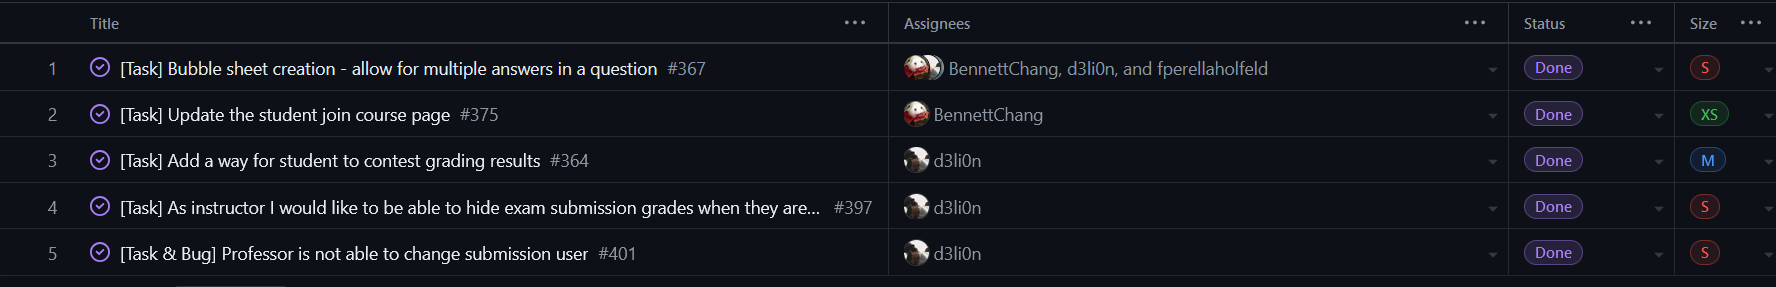 Title ... Assignees ... Status ... Size ...
1 [Task] Bubble sheet creation - allow for multiple answers in a question #367 BennettChang, d3li0n, and fperellaholfeld Done S
2 [Task] Update the student join course page #375 BennettChang Done XS
3 [Task] Add a way for student to contest grading results #364 d3li0n Done M
4 [Task] As instructor I would like to be able to hide exam submission grades when they are... #397 d3li0n Done S
5 [Task & Bug] Professor is not able to change submission user #401 d3li0n Done S